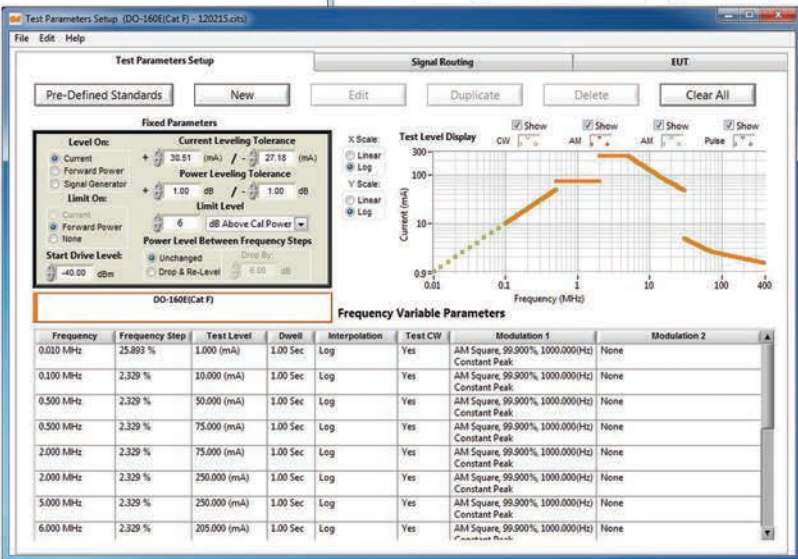 Test Parameters Setup (DO-160E(Cat F) - 120215.cits)
File Edit Help
Test Parameters Setup Signal Routing EUT
Pre-Defined Standards New Edit Duplicate Delete Clear All
Fixed Parameters
Level On:
Current
Forward Power
Signal Generator
Limit On:
Current
Forward Power
None
Start Drive Level:
-40.00 dBm
Current Leveling Tolerance
+ 30.51 (mA) / - 27.18 (mA)
Power Leveling Tolerance
+ 1.00 dB / - 1.00 dB
Limit Level
6 dB Above Cal Power
Power Level Between Frequency Steps
Unchanged
Drop & Re-Level
Drop By:
6.00 dB
X Scale:
Linear
Log
Y Scale:
Linear
Log
Test Level Display
Show Show Show Show
CW AM AM Pulse
Current (mA)
300
100
10
0.9
0.01 0.1 1 10 100 400
Frequency (MHz)
DO-160E(Cat F)
Frequency Variable Parameters
Frequency Frequency Step Test Level Dwell Interpolation Test CW Modulation 1 Modulation 2
0.010 MHz 25.893 % 1.000 (mA) 1.00 Sec Log Yes AM Square, 99.900%, 1000.000(Hz) None
Constant Peak
0.100 MHz 2.329 % 10.000 (mA) 1.00 Sec Log Yes AM Square, 99.900%, 1000.000(Hz) None
Constant Peak
0.500 MHz 2.329 % 50.000 (mA) 1.00 Sec Log Yes AM Square, 99.900%, 1000.000(Hz) None
Constant Peak
0.500 MHz 2.329 % 75.000 (mA) 1.00 Sec Log Yes AM Square, 99.900%, 1000.000(Hz) None
Constant Peak
2.000 MHz 2.329 % 75.000 (mA) 1.00 Sec Log Yes AM Square, 99.900%, 1000.000(Hz) None
Constant Peak
2.000 MHz 2.329 % 250.000 (mA) 1.00 Sec Log Yes AM Square, 99.900%, 1000.000(Hz) None
Constant Peak
5.000 MHz 2.329 % 250.000 (mA) 1.00 Sec Log Yes AM Square, 99.900%, 1000.000(Hz) None
Constant Peak
6.000 MHz 2.329 % 205.000 (mA) 1.00 Sec Log Yes AM Square, 99.900%, 1000.000(Hz) None
Constant Peak